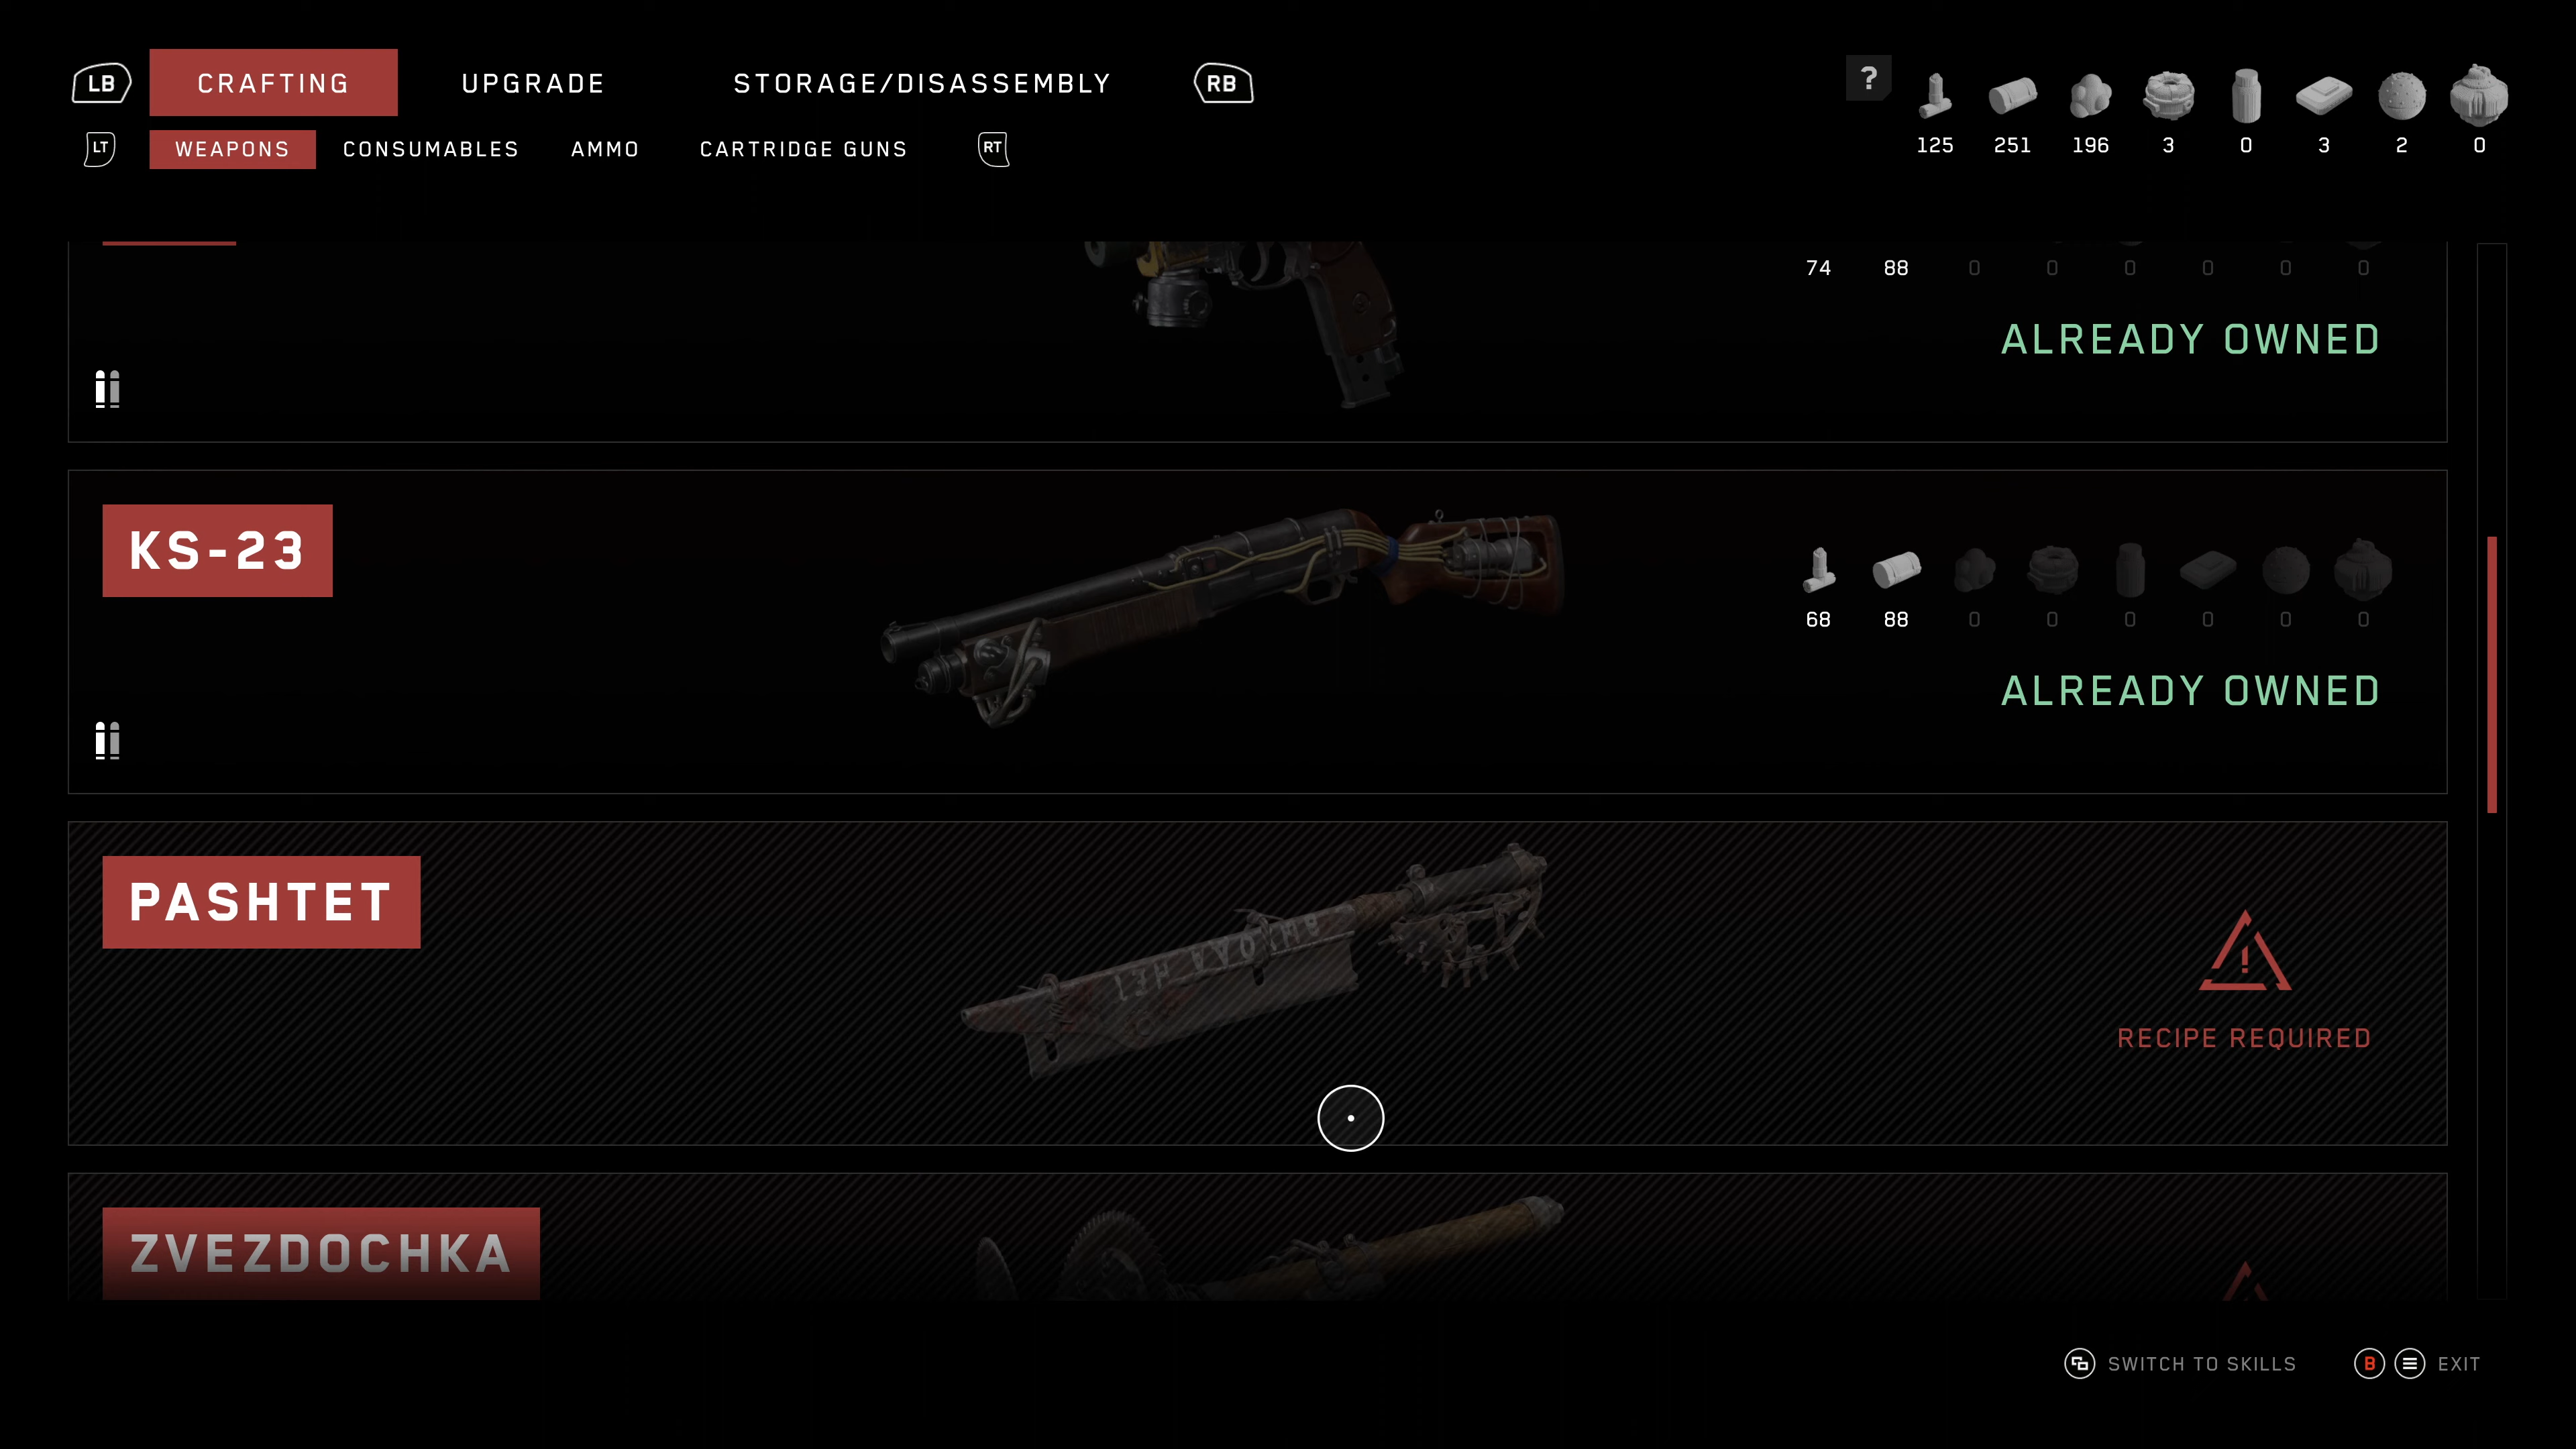 LB CRAFTING UPGRADE STORAGE/DISASSEMBLY RB ?
LT WEAPONS CONSUMABLES AMMO CARTRIDGE GUNS RT
125 251 196 3 0 3 2 0
74 88 0 0 0 0 0 0
ALREADY OWNED
KS-23
68 88 0 0 0 0 0 0
ALREADY OWNED
PASHTET
!
RECIPE REQUIRED
ZVEZDOCHKA
SWITCH TO SKILLS B EXIT